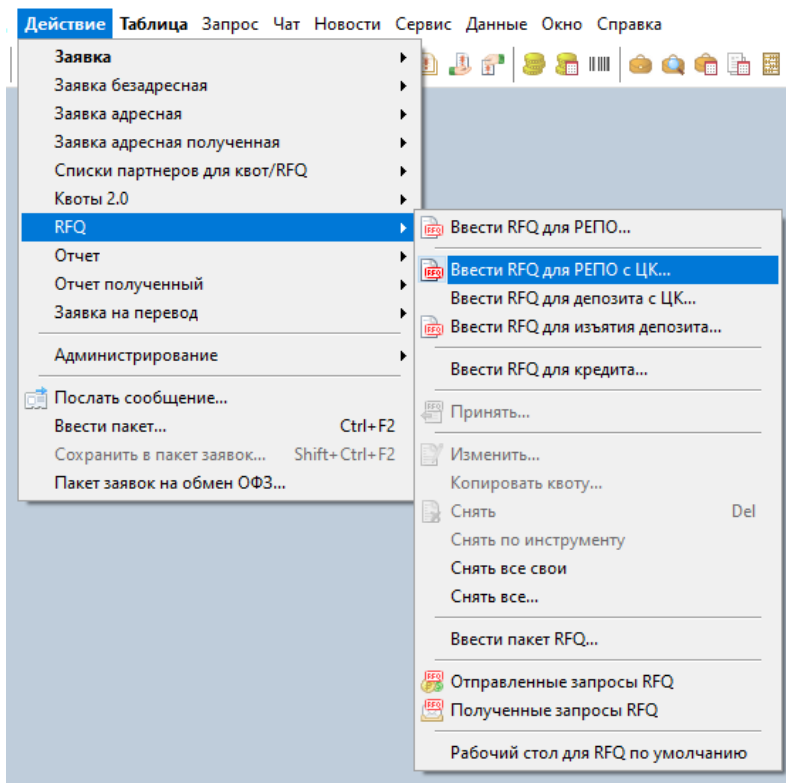 Действие Таблица Запрос Чат Новости Сервис Данные Окно Справка
Заявка
Заявка безадресная
Заявка адресная
Заявка адресная полученная
Списки партнеров для квот/RFQ
Квоты 2.0
RFQ
Отчет
Отчет полученный
Заявка на перевод
Администрирование
Послать сообщение...
Ввести пакет... Ctrl+F2
Сохранить в пакет заявок... Shift+Ctrl+F2
Пакет заявок на обмен ОФЗ...
Ввести RFQ для РЕПО...
Ввести RFQ для РЕПО с ЦК...
Ввести RFQ для депозита с ЦК...
Ввести RFQ для изъятия депозита...
Ввести RFQ для кредита...
Принять...
Изменить...
Копировать квоту...
Снять Del
Снять по инструменту
Снять все свои
Снять все...
Ввести пакет RFQ...
Отправленные запросы RFQ
Полученные запросы RFQ
Рабочий стол для RFQ по умолчанию